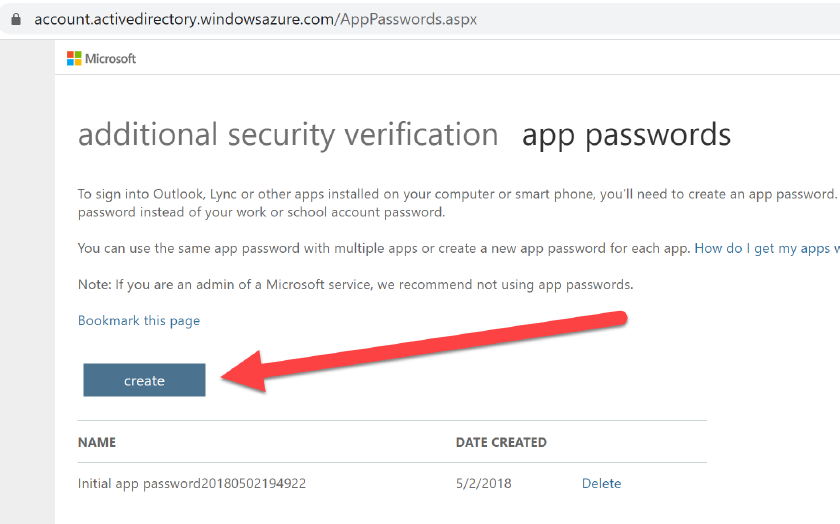 account.activedirectory.windowsazure.com/AppPasswords.aspx
Microsoft
additional security verification app passwords
To sign into Outlook, Lync or other apps installed on your computer or smart phone, you'll need to create an app password.
password instead of your work or school account password.
You can use the same app password with multiple apps or create a new app password for each app. How do I get my apps w
Note: If you are an admin of a Microsoft service, we recommend not using app passwords.
Bookmark this page
create
NAME DATE CREATED
Initial app password20180502194922 5/2/2018 Delete